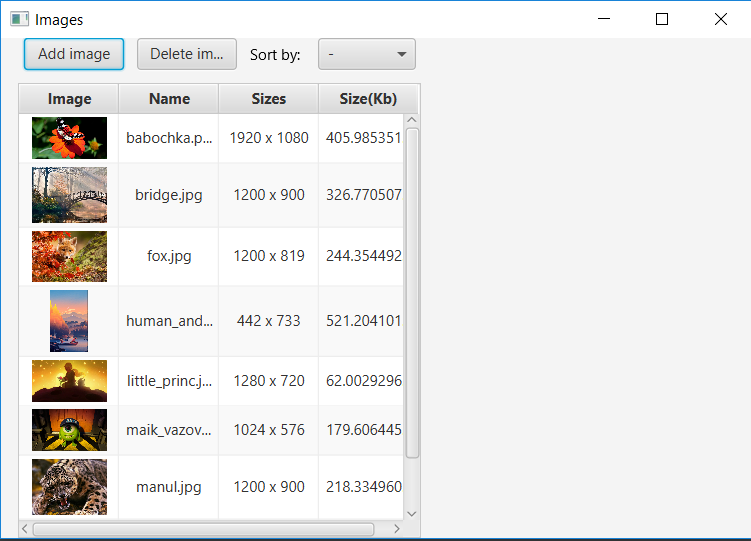 Images
Add image Delete im... Sort by: -
Image Name Sizes Size(Kb)
babochka.p... 1920 x 1080 405.985351
bridge.jpg 1200 x 900 326.770507
fox.jpg 1200 x 819 244.354492
human_and... 442 x 733 521.204101
little_princ.j... 1280 x 720 62.0029296
maik_vazov... 1024 x 576 179.606445
manul.jpg 1200 x 900 218.334960